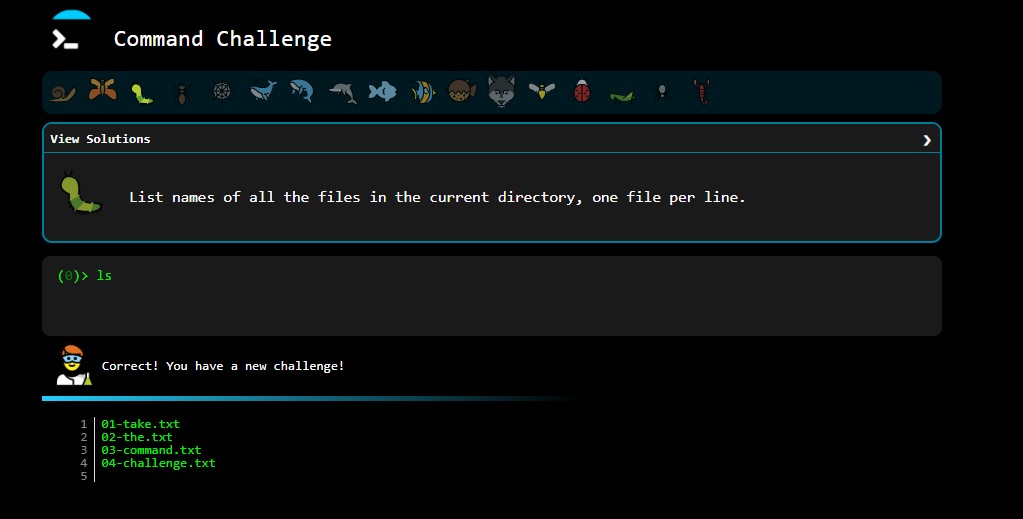 Command Challenge
View Solutions
List names of all the files in the current directory, one file per line.
(0)> ls
Correct! You have a new challenge!
1 01-take.txt
2 02-the.txt
3 03-command.txt
4 04-challenge.txt
5